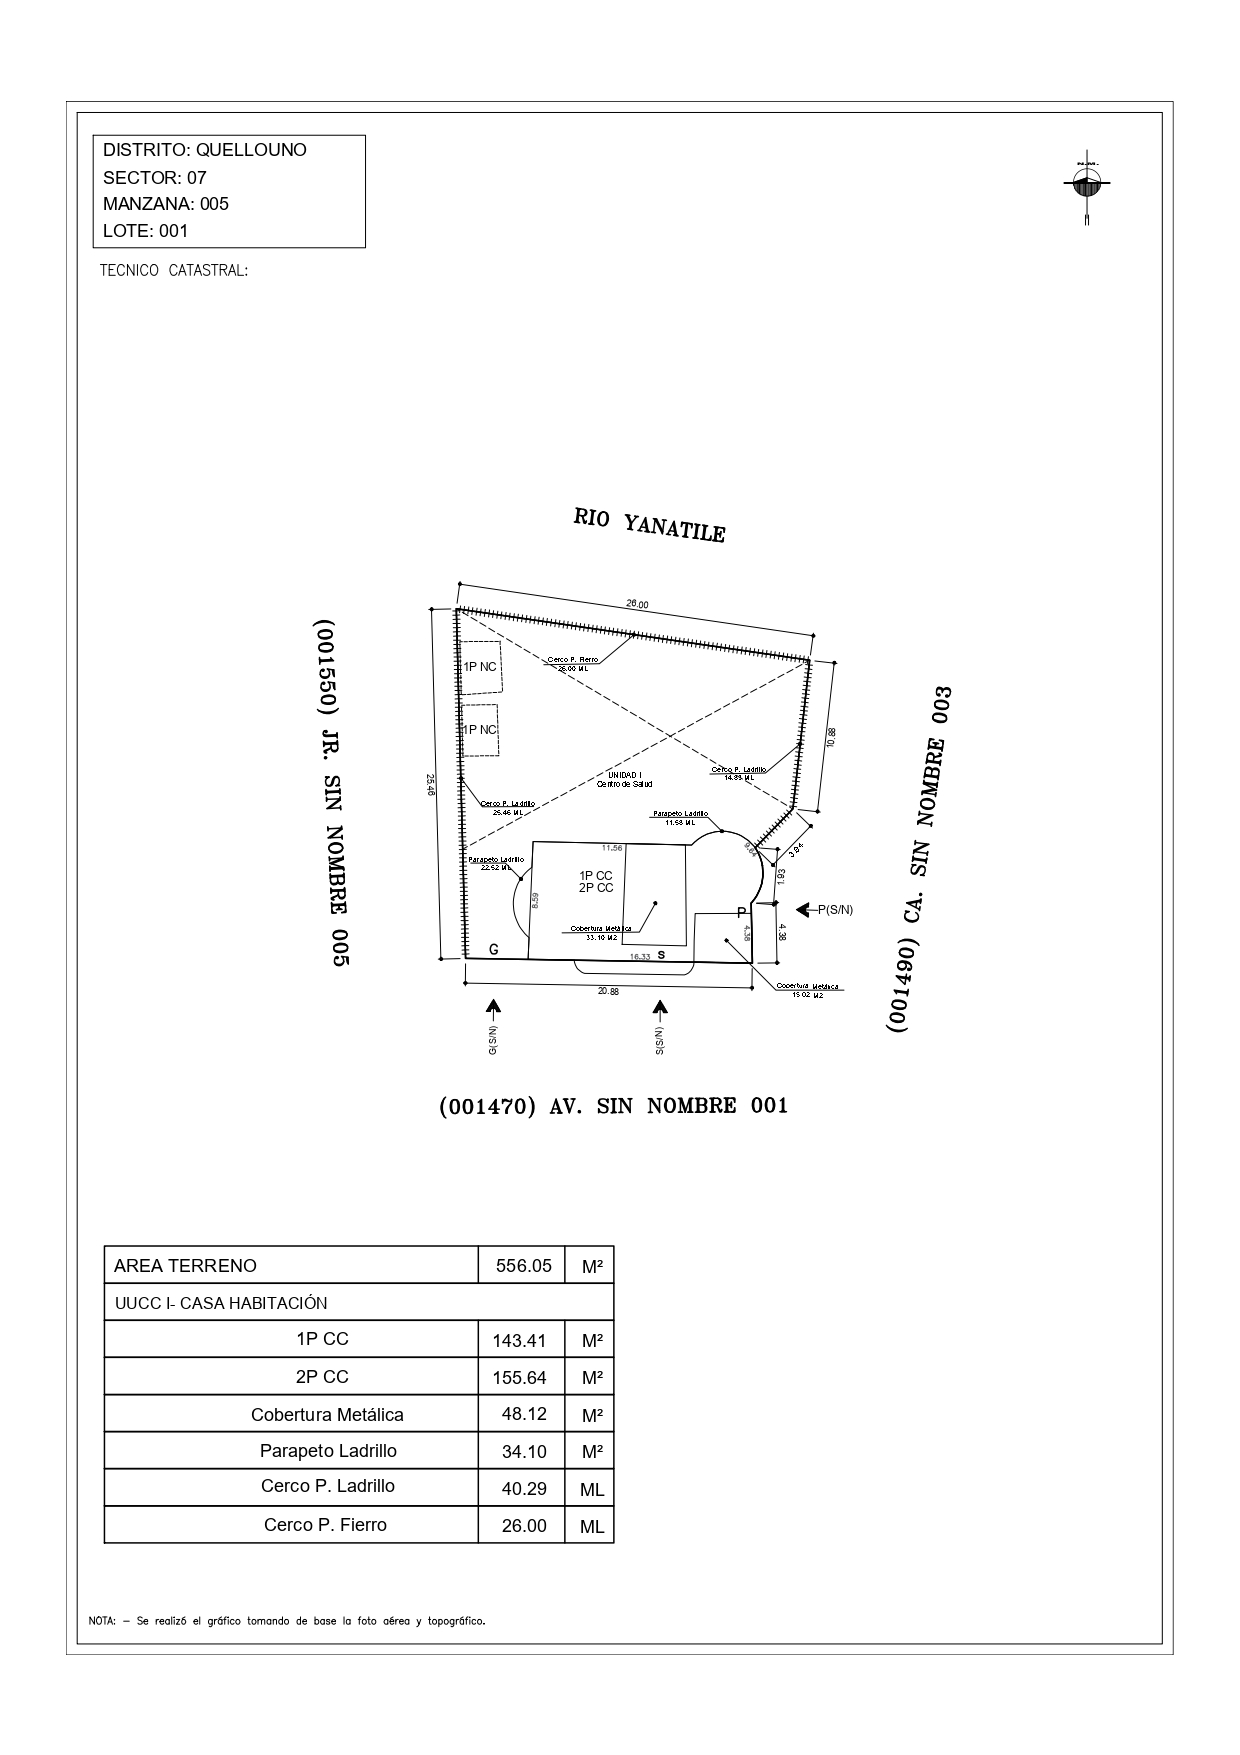 DISTRITO: QUELLOUNO
SECTOR: 07
MANZANA: 005
LOTE: 001
TECNICO CATASTRAL:
N.M.
RIO YANATILE
26.00
(001550) JR. SIN NOMBRE 005
25.46
1P NC
1P NC
Cerco P. Fierro
26.00 ML
10.88
(001490) CA. SIN NOMBRE 003
Cerco P. Ladrillo
14.83 ML
UNIDAD I
Centro de Salud
Cerco P. Ladrillo
25.46 ML
Parapeto Ladrillo
11.58 ML
3.94
9.64
11.56
Parapeto Ladrillo
22.52 ML
1P CC
2P CC
1.93
8.59
P
P(S/N)
Cobertura Metálica
33.10 M2
4.38
4.38
G
16.33
S
Cobertura Metálica
15.02 M2
20.88
G(S/N)
S(S/N)
(001470) AV. SIN NOMBRE 001
AREA TERRENO 556.05 M²
UUCC I- CASA HABITACIÓN
1P CC 143.41 M²
2P CC 155.64 M²
Cobertura Metálica 48.12 M²
Parapeto Ladrillo 34.10 M²
Cerco P. Ladrillo 40.29 ML
Cerco P. Fierro 26.00 ML
NOTA: – Se realizó el gráfico tomando de base la foto aérea y topográfico.